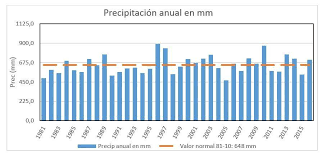 Precipitación anual en mm
1125,0
900,0
675,0
450,0
225,0
0,0
Prec (mm)
1981 1983 1985 1987 1989 1991 1993 1995 1997 1999 2001 2003 2005 2007 2009 2011 2013 2015
Precip anual en mm Valor normal 81-10: 648 mm